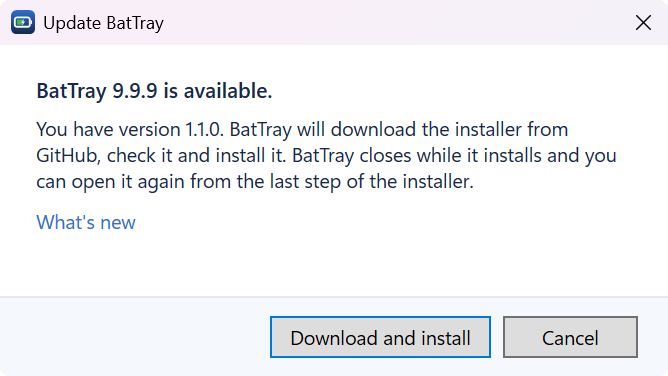 Update BatTray
BatTray 9.9.9 is available.
You have version 1.1.0. BatTray will download the installer from
GitHub, check it and install it. BatTray closes while it installs and you
can open it again from the last step of the installer.
What's new
Download and install
Cancel